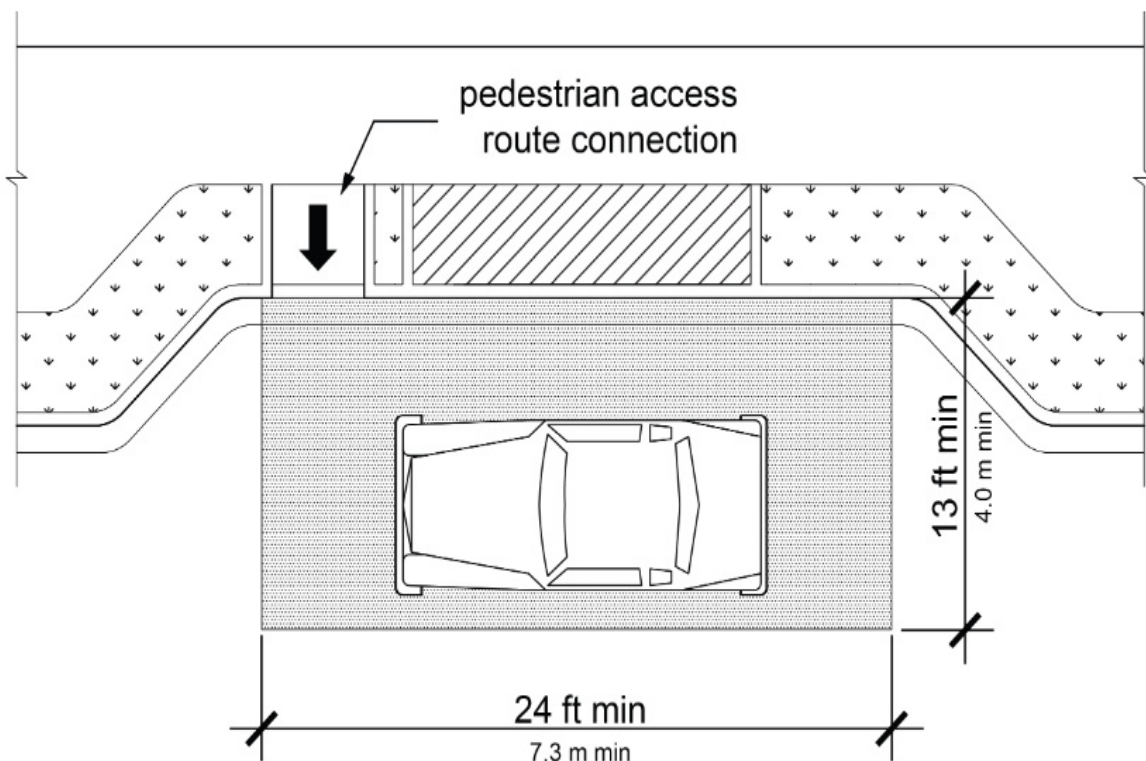 pedestrian access
route connection
13 ft min
4.0 m min
24 ft min
7.3 m min